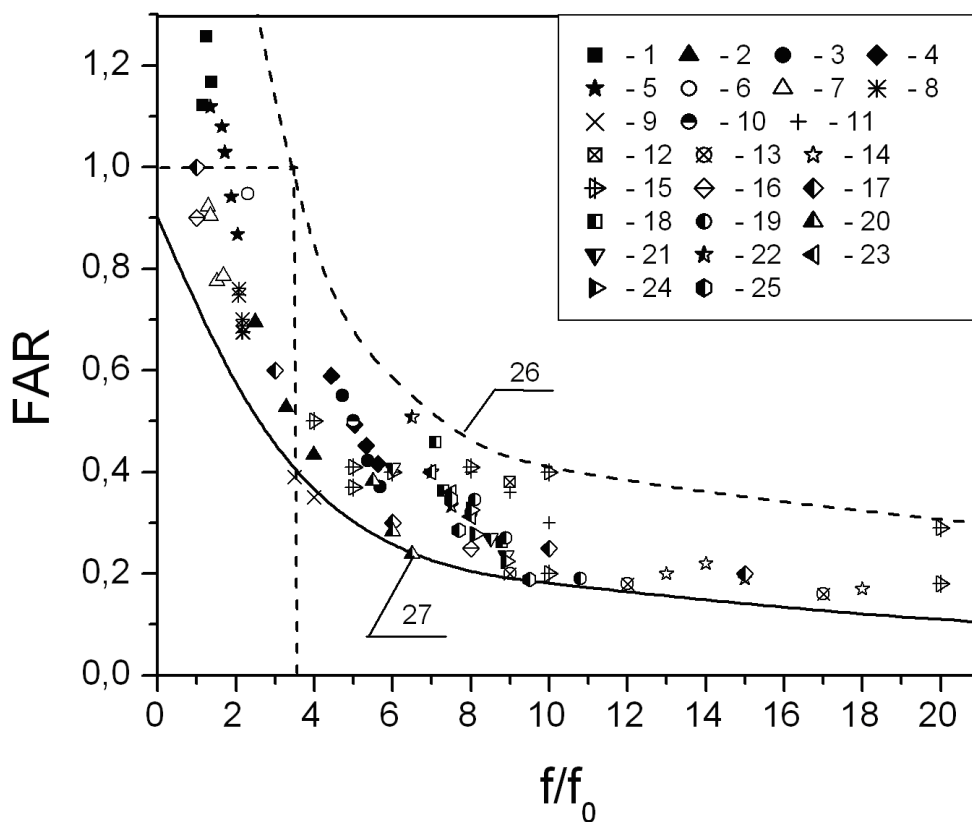 FAR
1,2
1,0
0,8
0,6
0,4
0,2
0,0
- 1 - 2 - 3 - 4
- 5 - 6 - 7 - 8
- 9 - 10 - 11
- 12 - 13 - 14
- 15 - 16 - 17
- 18 - 19 - 20
- 21 - 22 - 23
- 24 - 25
26
27
0 2 4 6 8 10 12 14 16 18 20
f/f₀